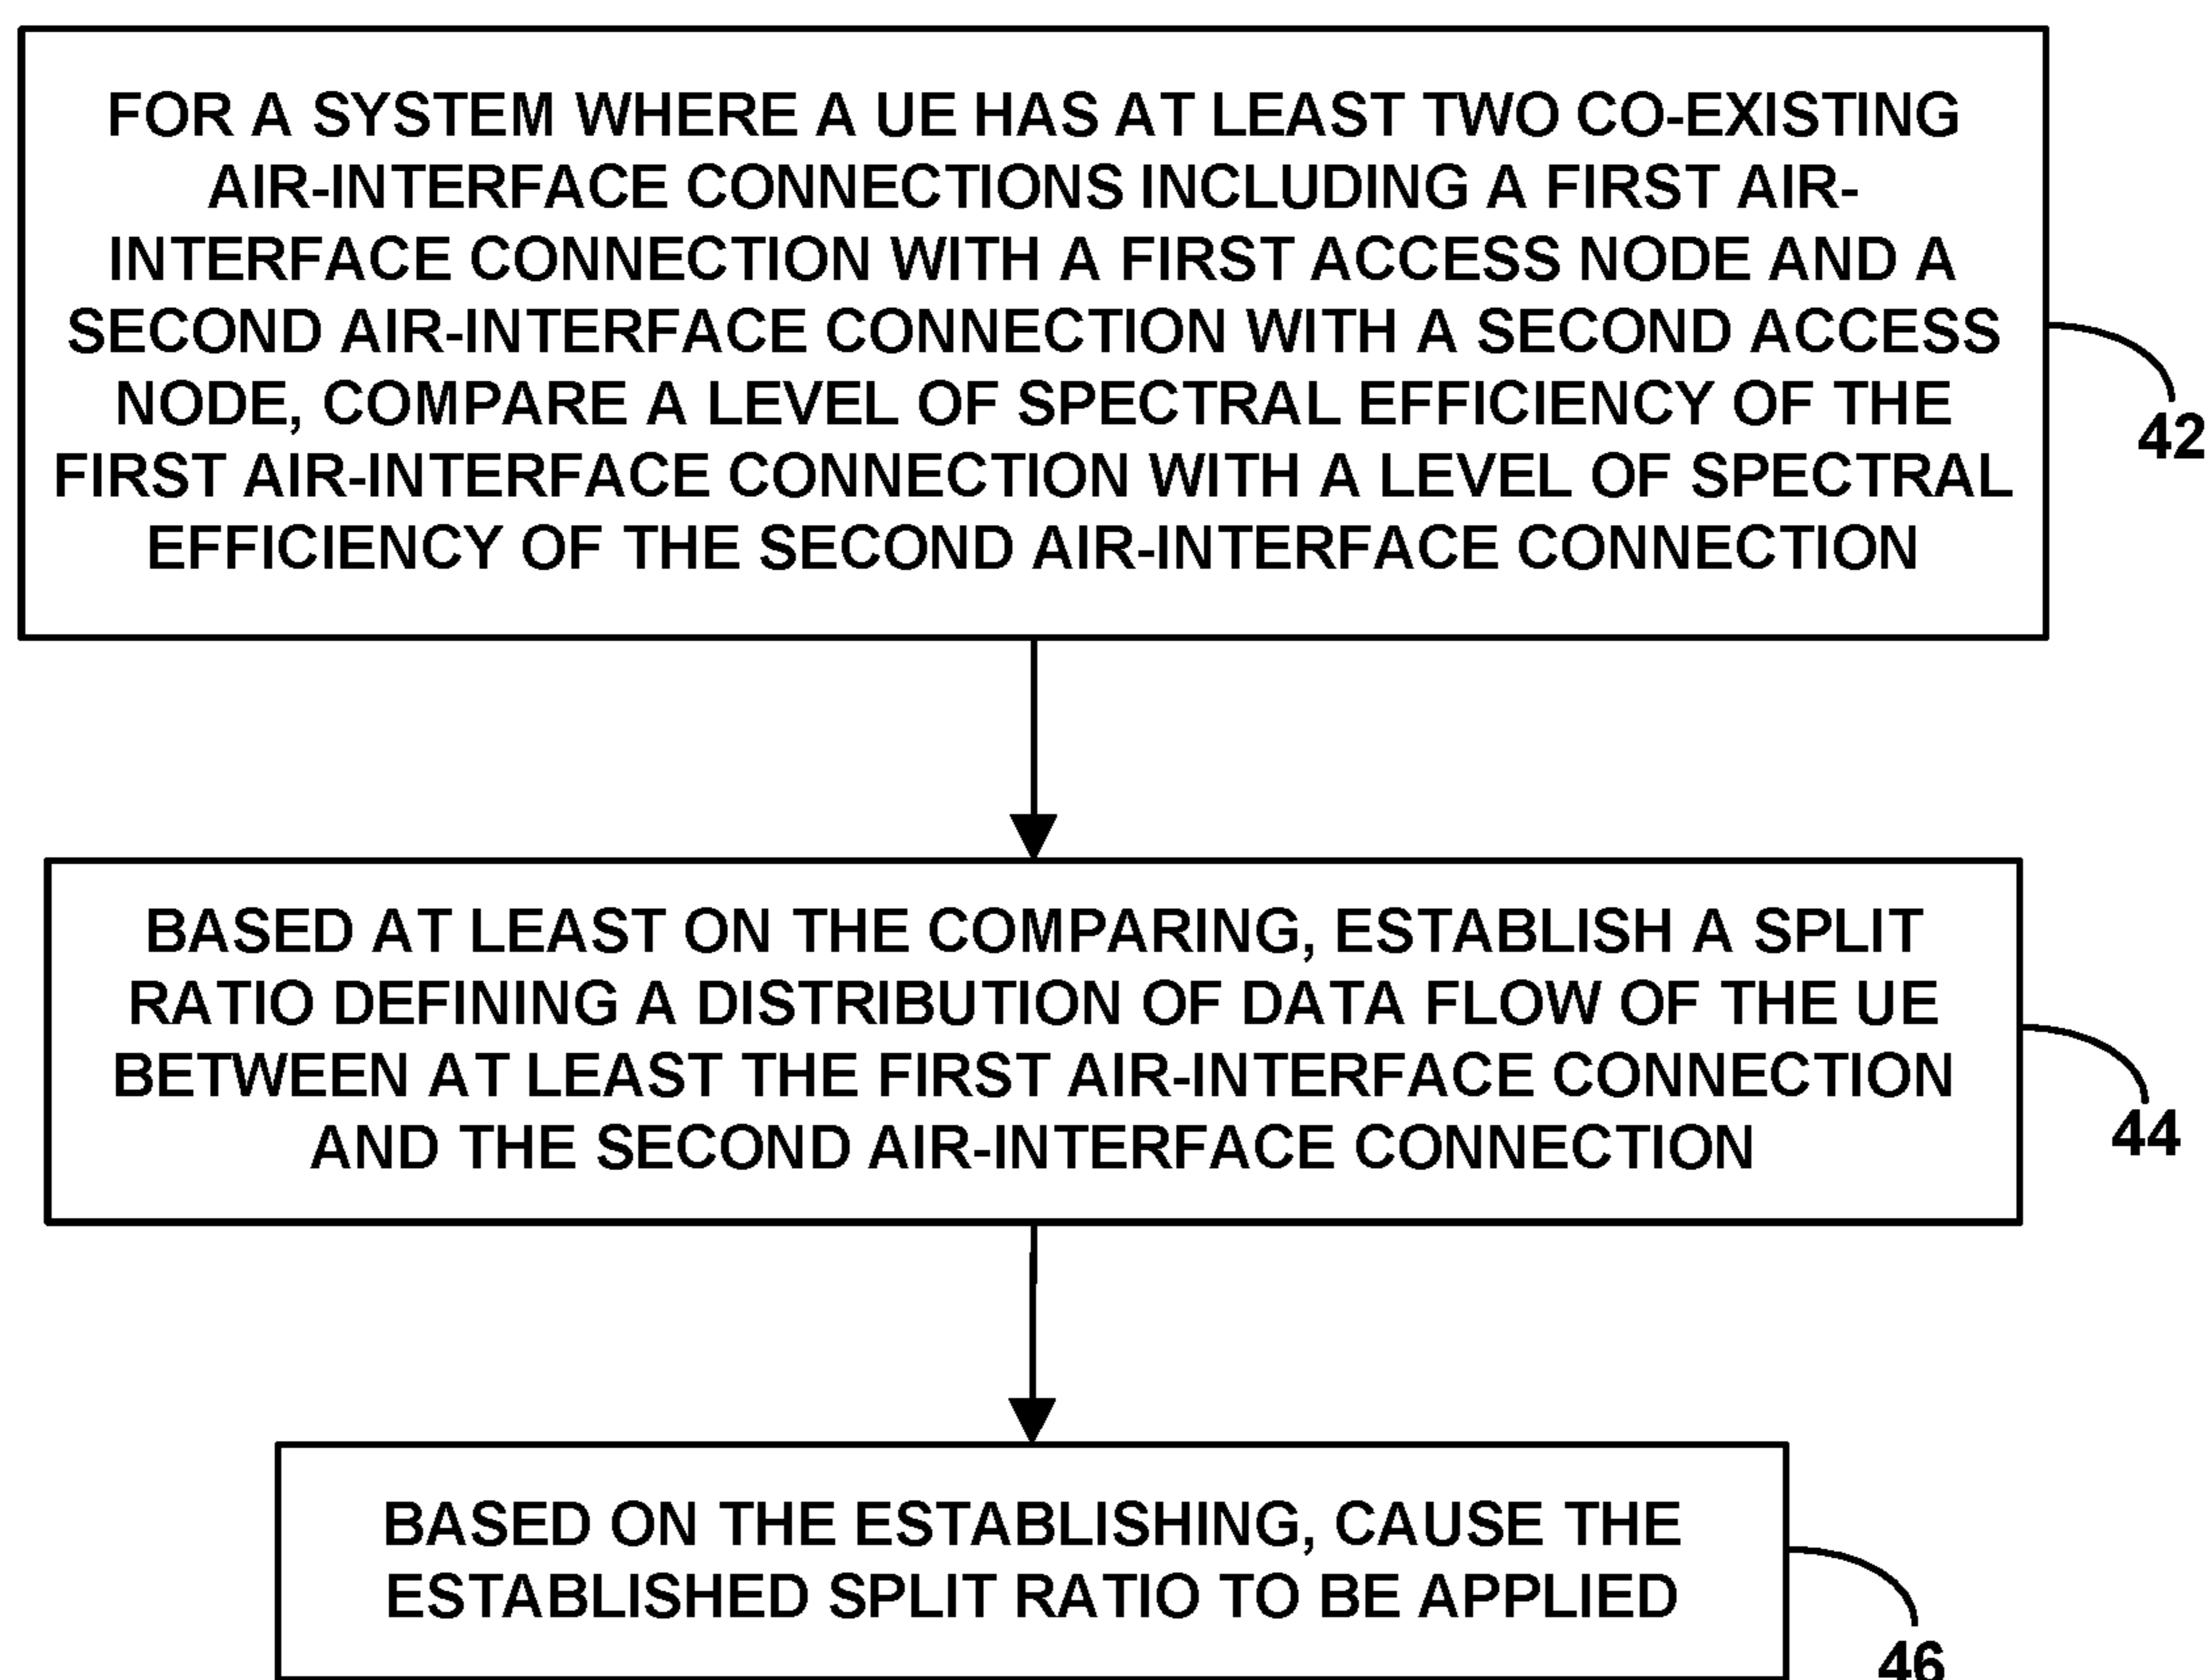 FOR A SYSTEM WHERE A UE HAS AT LEAST TWO CO-EXISTING
AIR-INTERFACE CONNECTIONS INCLUDING A FIRST AIR-
INTERFACE CONNECTION WITH A FIRST ACCESS NODE AND A
SECOND AIR-INTERFACE CONNECTION WITH A SECOND ACCESS
NODE, COMPARE A LEVEL OF SPECTRAL EFFICIENCY OF THE
FIRST AIR-INTERFACE CONNECTION WITH A LEVEL OF SPECTRAL
EFFICIENCY OF THE SECOND AIR-INTERFACE CONNECTION
42
BASED AT LEAST ON THE COMPARING, ESTABLISH A SPLIT
RATIO DEFINING A DISTRIBUTION OF DATA FLOW OF THE UE
BETWEEN AT LEAST THE FIRST AIR-INTERFACE CONNECTION
AND THE SECOND AIR-INTERFACE CONNECTION
44
BASED ON THE ESTABLISHING, CAUSE THE
ESTABLISHED SPLIT RATIO TO BE APPLIED
46